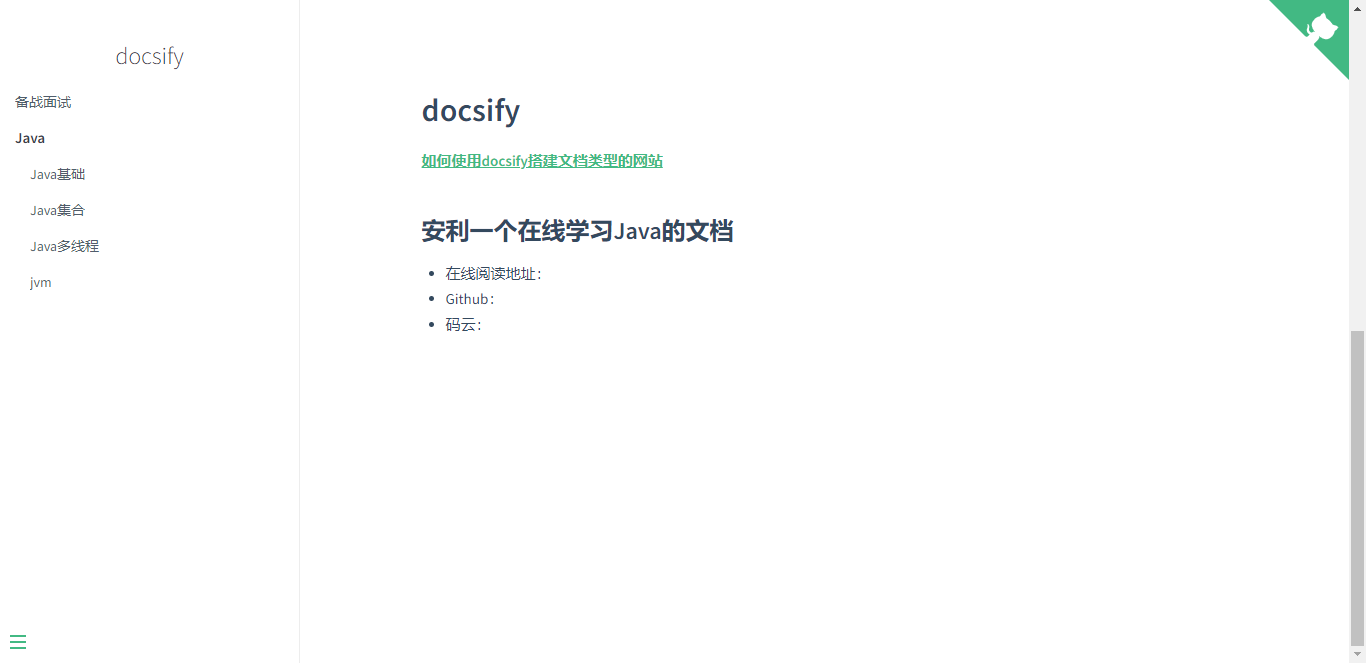 docsify
备战面试
Java
Java基础
Java集合
Java多线程
jvm
docsify
如何使用docsify搭建文档类型的网站
安利一个在线学习Java的文档
在线阅读地址：
Github：
码云：